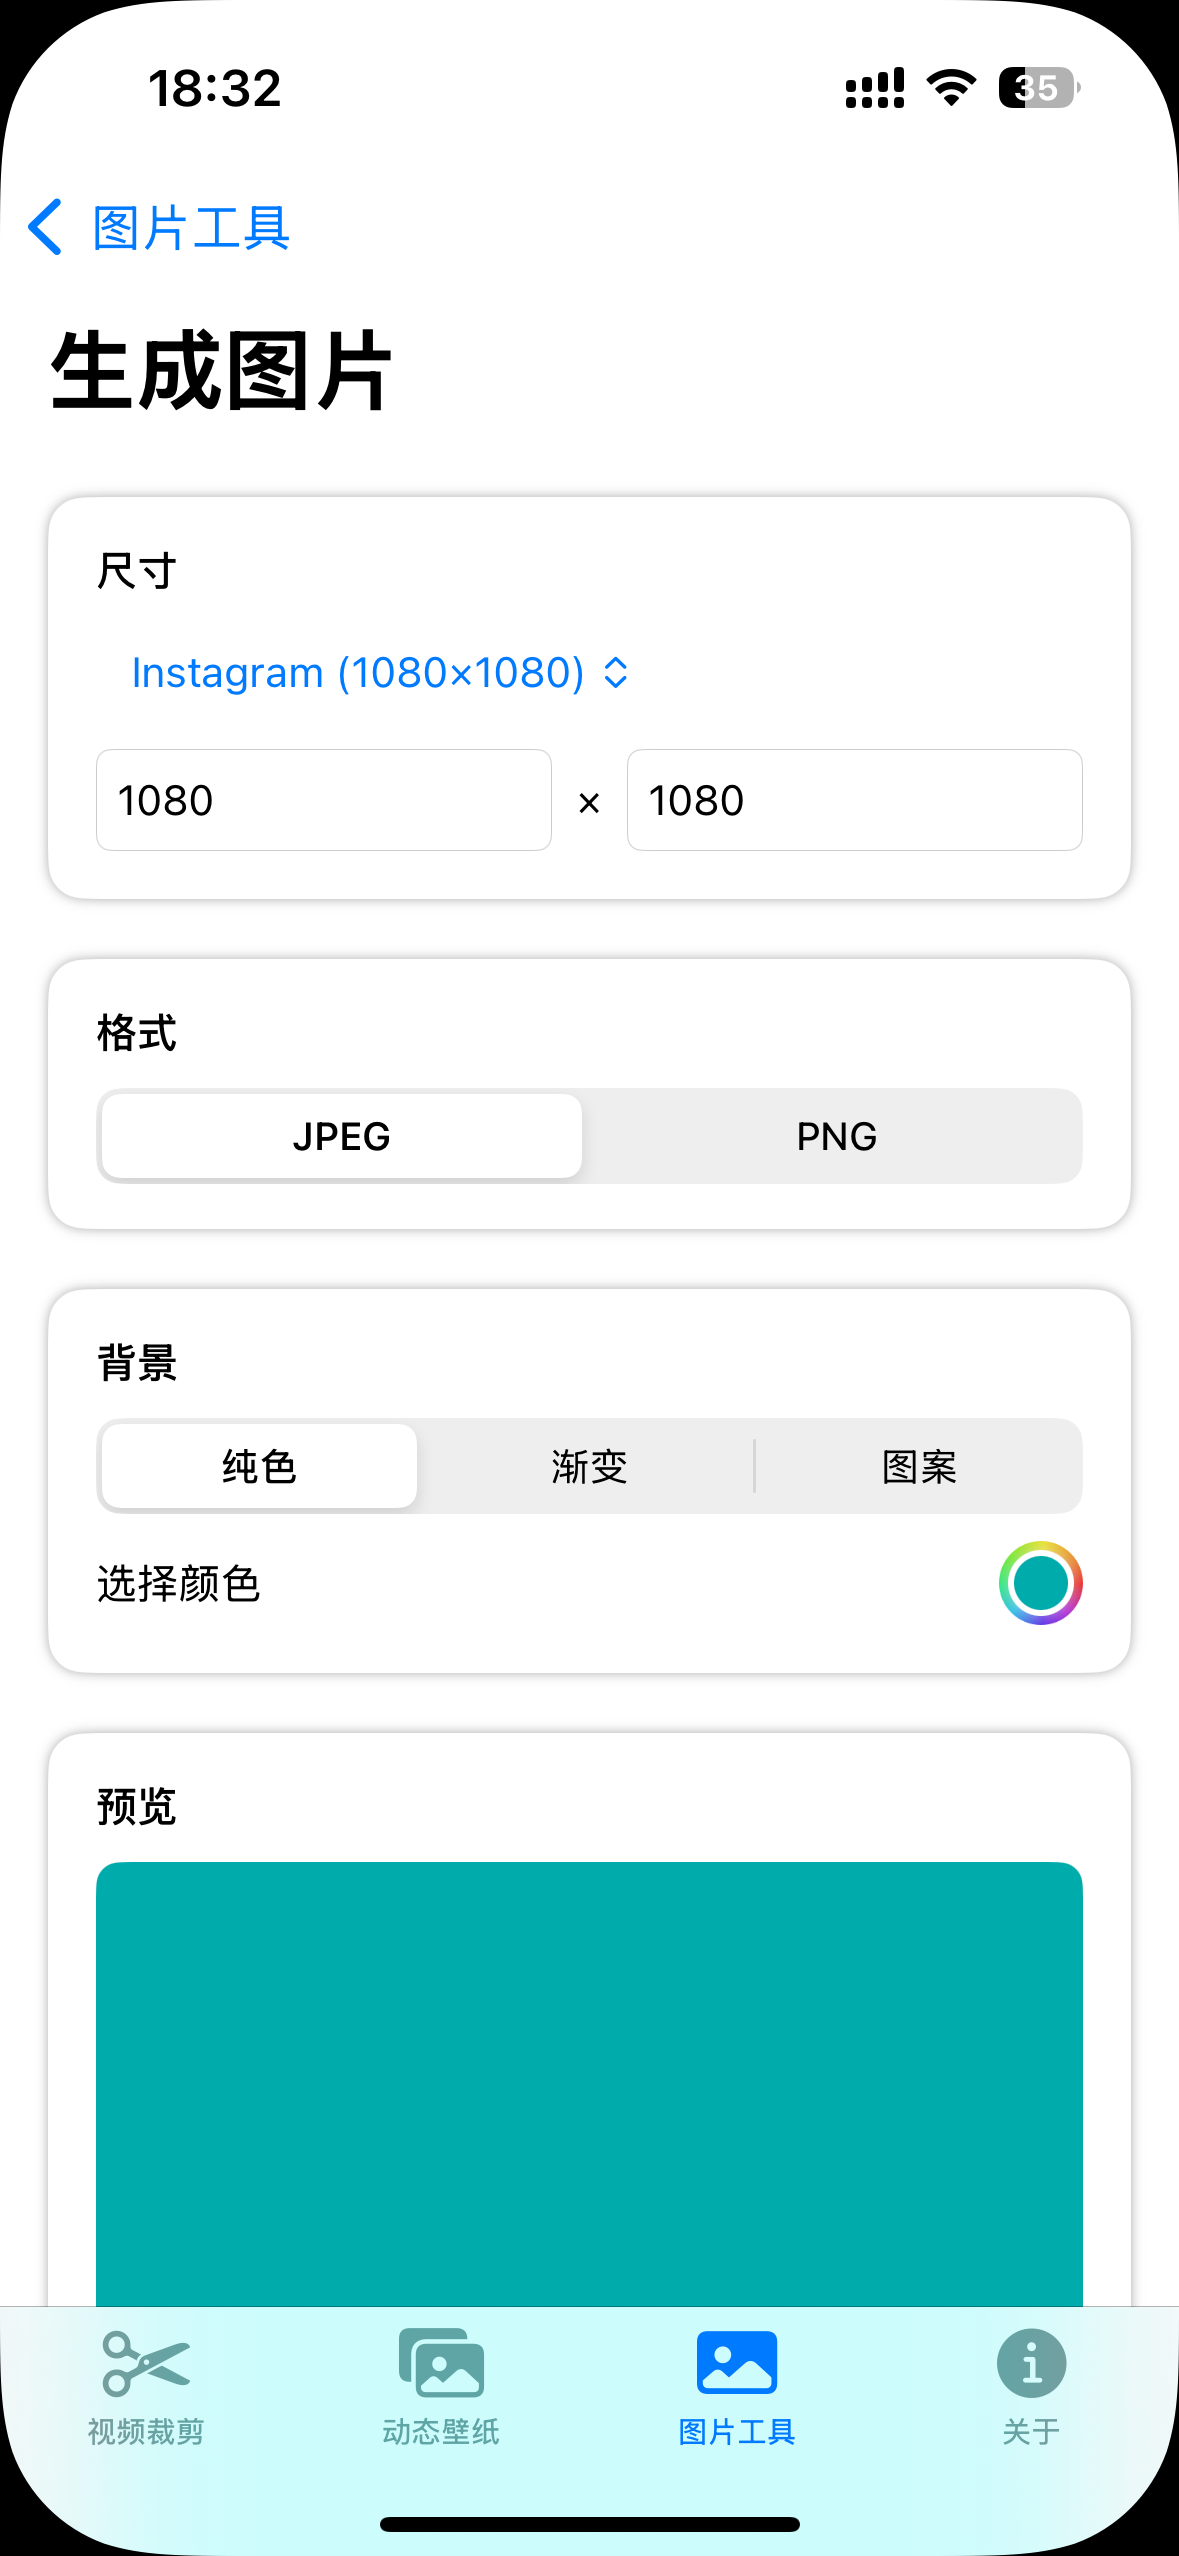 18:32
35
图片工具
生成图片
尺寸
Instagram (1080×1080)
1080 × 1080
格式
JPEG PNG
背景
纯色 渐变 图案
选择颜色
预览
视频裁剪 动态壁纸 图片工具 关于